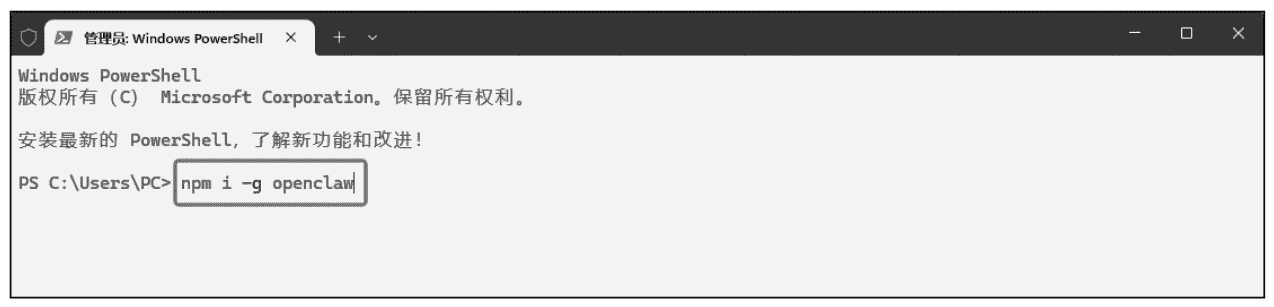 管理员: Windows PowerShell
Windows PowerShell
版权所有 (C) Microsoft Corporation。保留所有权利。
安装最新的 PowerShell，了解新功能和改进！
PS C:\Users\PC> npm i -g openclaw